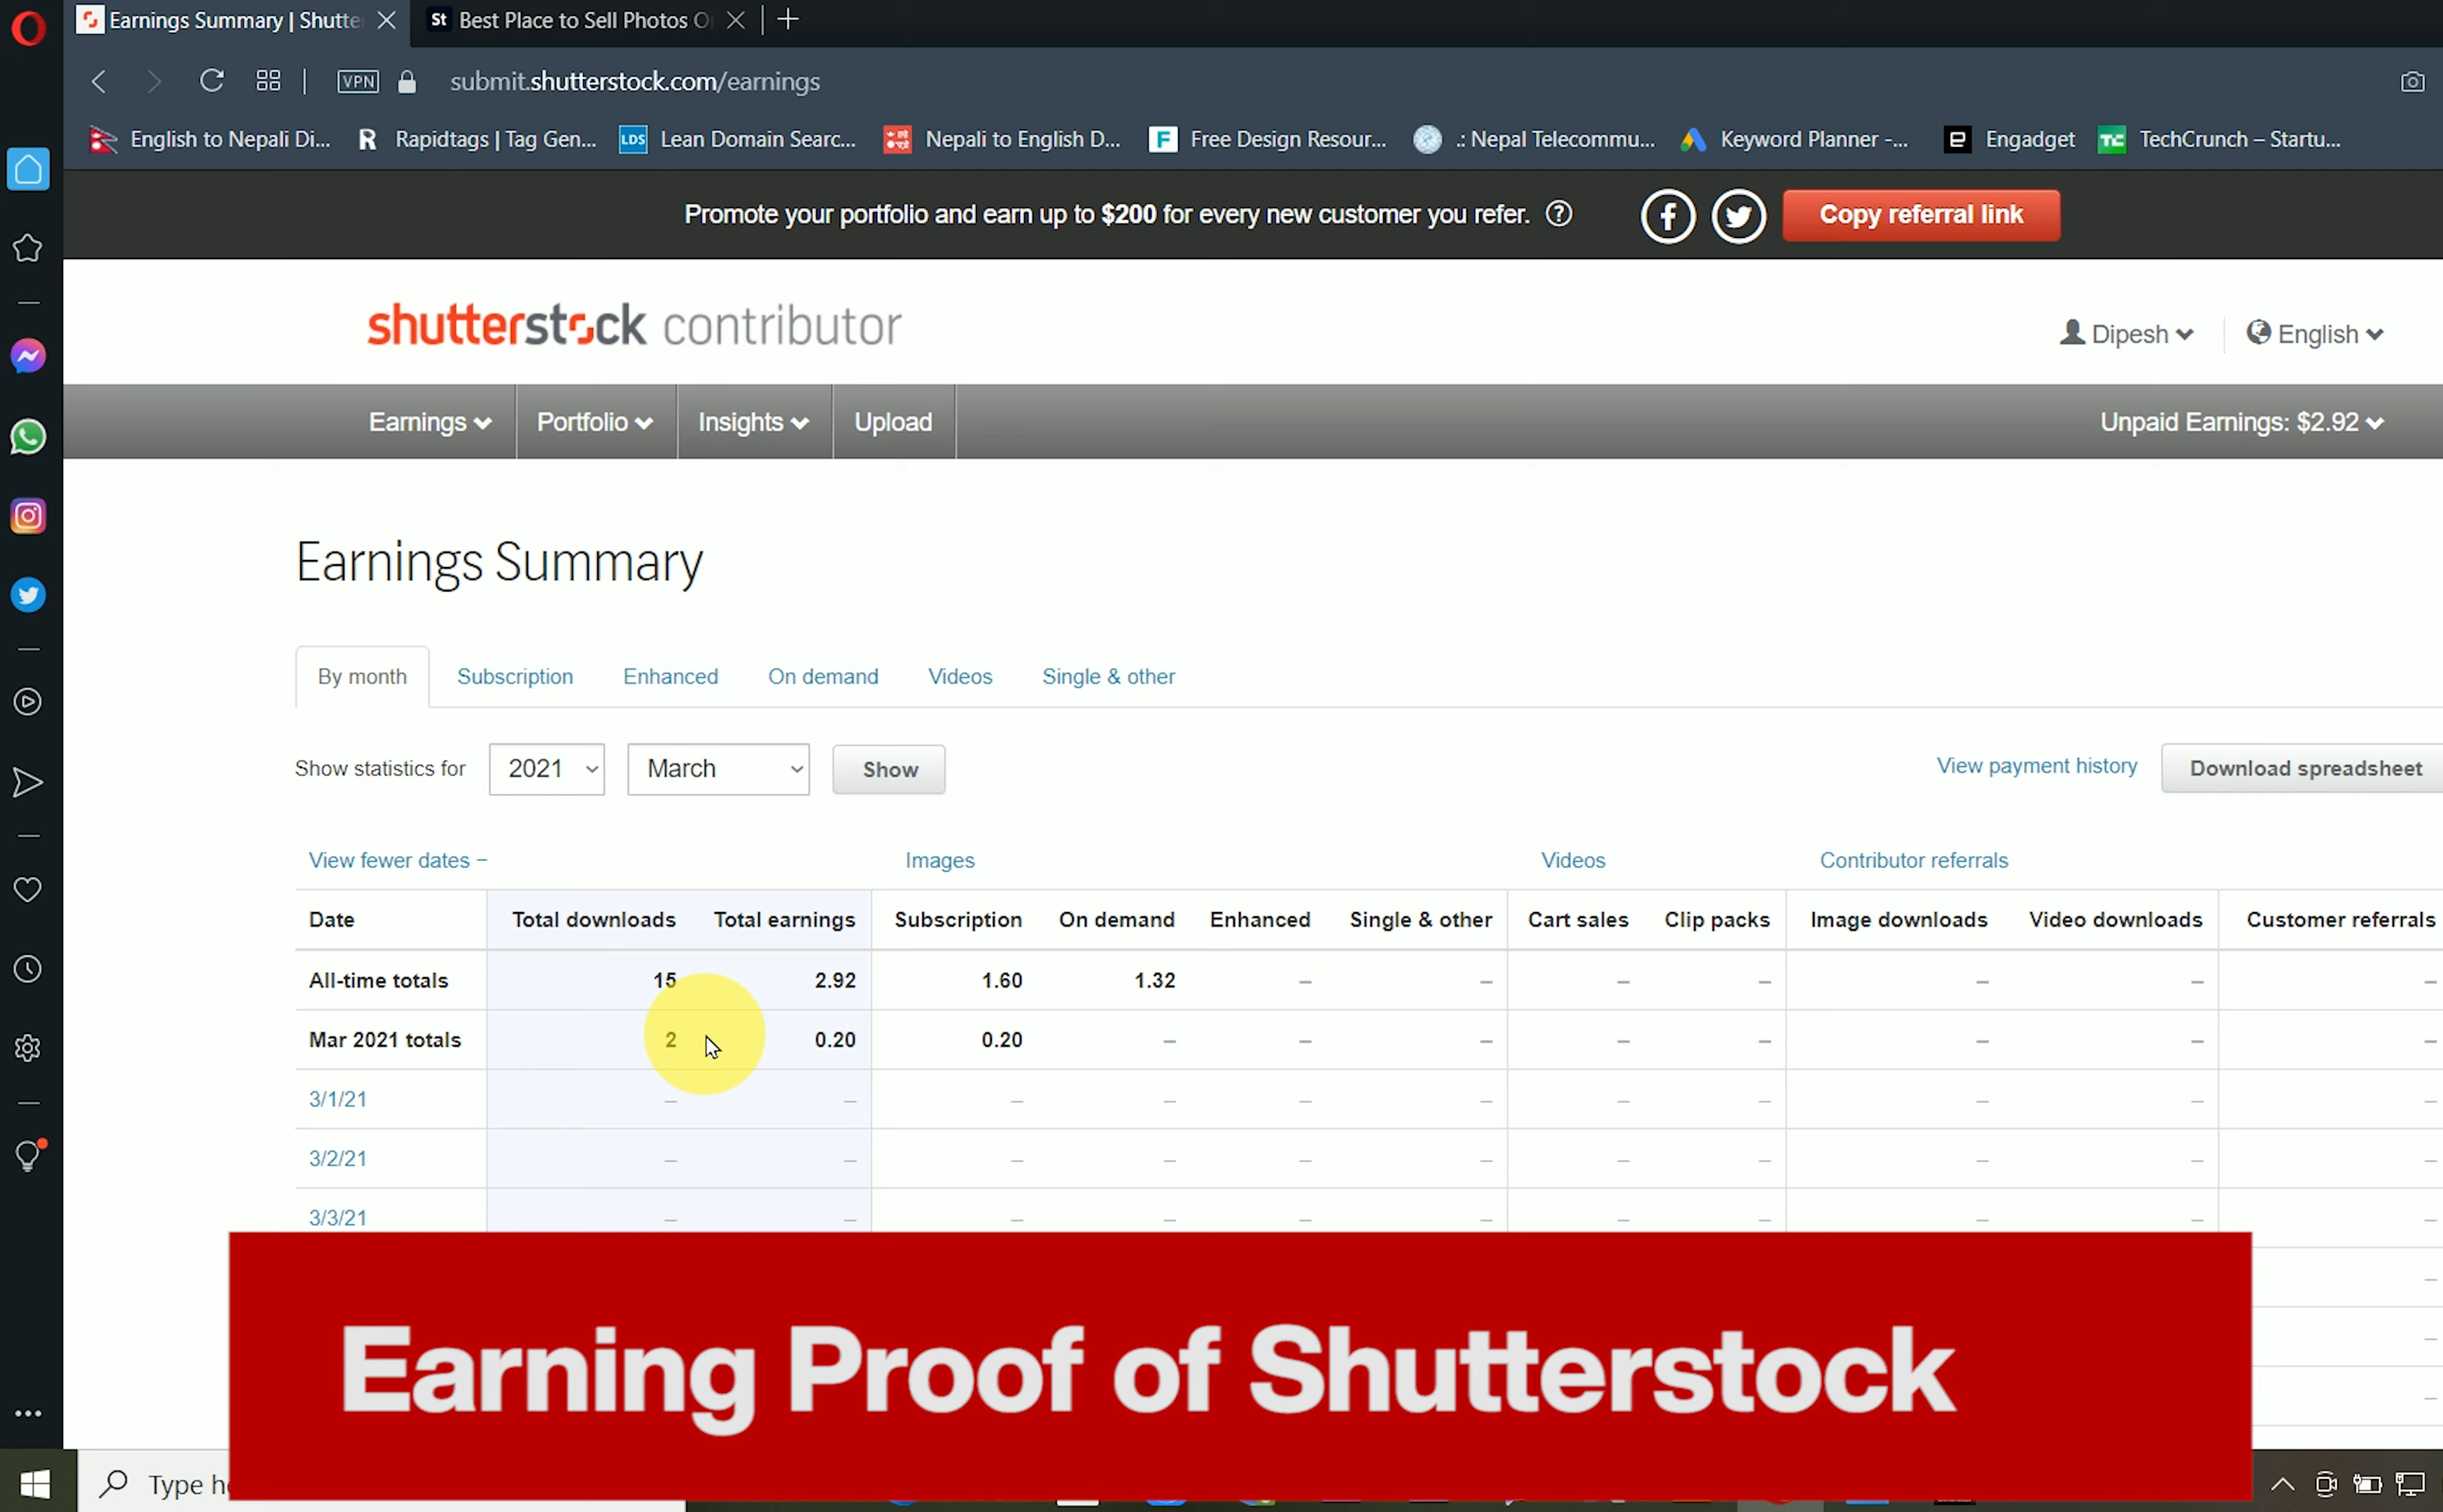 Earnings Summary | Shutte
St Best Place to Sell Photos O
VPN submit.shutterstock.com/earnings
English to Nepali Di... R Rapidtags | Tag Gen... LDS Lean Domain Searc... Nepali to English D... F Free Design Resour... .: Nepal Telecommu... Keyword Planner -... e Engadget TC TechCrunch – Startu...
Promote your portfolio and earn up to $200 for every new customer you refer. ? Copy referral link
shutterstock contributor
Dipesh English
Earnings Portfolio Insights Upload Unpaid Earnings: $2.92
Earnings Summary
By month Subscription Enhanced On demand Videos Single & other
Show statistics for 2021 March Show View payment history Download spreadsheet
View fewer dates − Images Videos Contributor referrals
Date Total downloads Total earnings Subscription On demand Enhanced Single & other Cart sales Clip packs Image downloads Video downloads Customer referrals
All-time totals 15 2.92 1.60 1.32 – – – – – – –
Mar 2021 totals 2 0.20 0.20 – – – – – – – –
3/1/21 – – – – – – – – – – –
3/2/21 – – – – – – – – – – –
3/3/21 – – – – – – – – – – –
Earning Proof of Shutterstock
Type